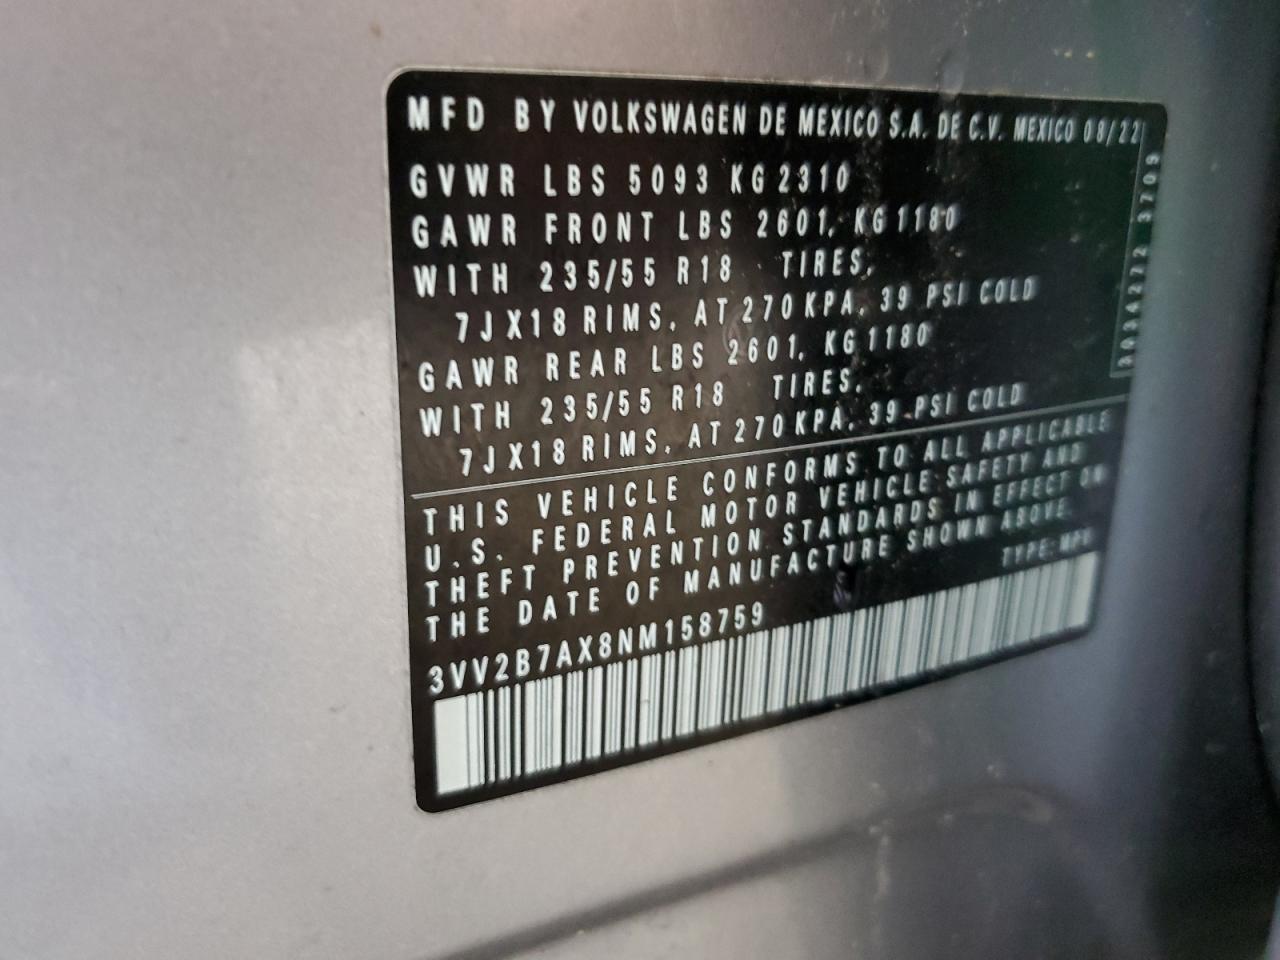 MFD BY VOLKSWAGEN DE MEXICO S.A. DE C.V. MEXICO 08/22
GVWR LBS 5093 KG 2310
GAWR FRONT LBS 2601, KG 1180
WITH 235/55 R18 TIRES,
7JX18 RIMS, AT 270 KPA, 39 PSI COLD
GAWR REAR LBS 2601, KG 1180
WITH 235/55 R18 TIRES,
7JX18 RIMS, AT 270 KPA, 39 PSI COLD
THIS VEHICLE CONFORMS TO ALL APPLICABLE
U.S. FEDERAL MOTOR VEHICLE SAFETY AND
THEFT PREVENTION STANDARDS IN EFFECT ON
THE DATE OF MANUFACTURE SHOWN ABOVE.
TYPE: MPV
3VV2B7AX8NM158759